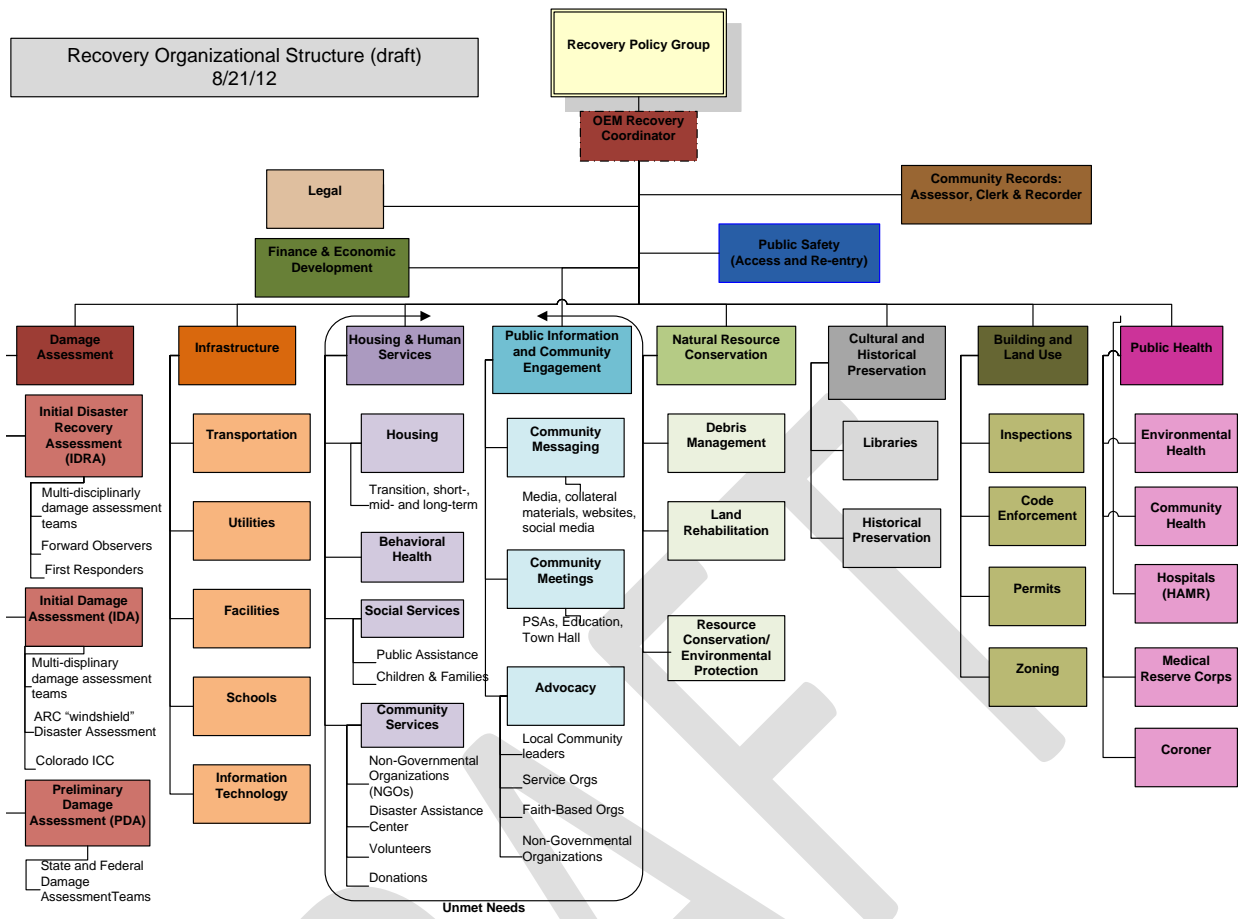 Recovery Organizational Structure (draft)
8/21/12
Recovery Policy Group
OEM Recovery
Coordinator
Legal
Community Records:
Assessor, Clerk & Recorder
Finance & Economic
Development
Public Safety
(Access and Re-entry)
Damage
Assessment
Initial Disaster
Recovery
Assessment
(IDRA)
Multi-disciplinarly
damage assessment
teams
Forward Observers
First Responders
Initial Damage
Assessment (IDA)
Multi-displinary
damage assessment
teams
ARC “windshield”
Disaster Assessment
Colorado ICC
Preliminary
Damage
Assessment (PDA)
State and Federal
Damage
AssessmentTeams
Infrastructure
Transportation
Utilities
Facilities
Schools
Information
Technology
Housing & Human
Services
Housing
Transition, short-,
mid- and long-term
Behavioral
Health
Social Services
Public Assistance
Children & Families
Community
Services
Non-Governmental
Organizations
(NGOs)
Disaster Assistance
Center
Volunteers
Donations
Public Information
and Community
Engagement
Community
Messaging
Media, collateral
materials, websites,
social media
Community
Meetings
PSAs, Education,
Town Hall
Advocacy
Local Community
leaders
Service Orgs
Faith-Based Orgs
Non-Governmental
Organizations
Unmet Needs
Natural Resource
Conservation
Debris
Management
Land
Rehabilitation
Resource
Conservation/
Environmental
Protection
Cultural and
Historical
Preservation
Libraries
Historical
Preservation
Building and
Land Use
Inspections
Code
Enforcement
Permits
Zoning
Public Health
Environmental
Health
Community
Health
Hospitals
(HAMR)
Medical
Reserve Corps
Coroner
DRAFT